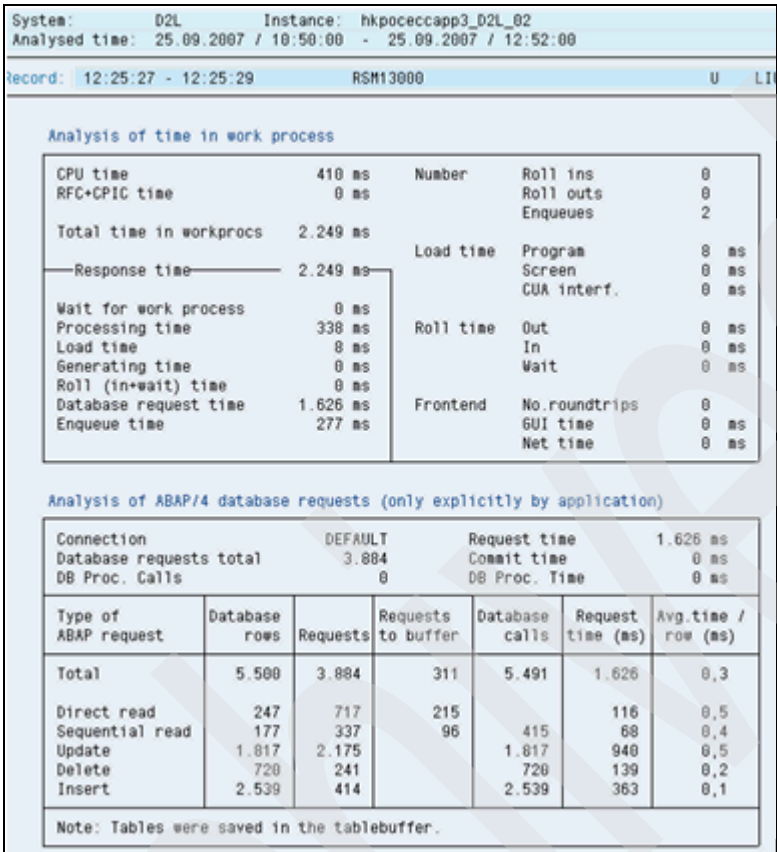 System: D2L Instance: hkpoceccapp3_D2L_02
Analysed time: 25.09.2007 / 10:50:00 - 25.09.2007 / 12:52:00
Record: 12:25:27 - 12:25:29 RSM13000 U LIU
Analysis of time in work process
CPU time 410 ms Number Roll ins 0
RFC+CPIC time 0 ms Roll outs 0
Enqueues 2
Total time in workprocs 2.249 ms
Load time Program 8 ms
Response time 2.249 ms Screen 0 ms
CUA interf. 0 ms
Wait for work process 0 ms
Processing time 338 ms Roll time Out 0 ms
Load time 8 ms In 0 ms
Generating time 0 ms Wait 0 ms
Roll (in+wait) time 0 ms
Database request time 1.626 ms Frontend No.roundtrips 0
Enqueue time 277 ms GUI time 0 ms
Net time 0 ms
Analysis of ABAP/4 database requests (only explicitly by application)
Connection DEFAULT Request time 1.626 ms
Database requests total 3.884 Commit time 0 ms
DB Proc. Calls 0 DB Proc. Time 0 ms
Type of Database Requests Database Request Avg.time /
ABAP request rows Requests to buffer calls time (ms) row (ms)
Total 5.500 3.884 311 5.491 1.626 0,3
Direct read 247 717 215 116 0,5
Sequential read 177 337 96 415 68 0,4
Update 1.817 2.175 1.817 940 0,5
Delete 720 241 720 139 0,2
Insert 2.539 414 2.539 363 0,1
Note: Tables were saved in the tablebuffer.